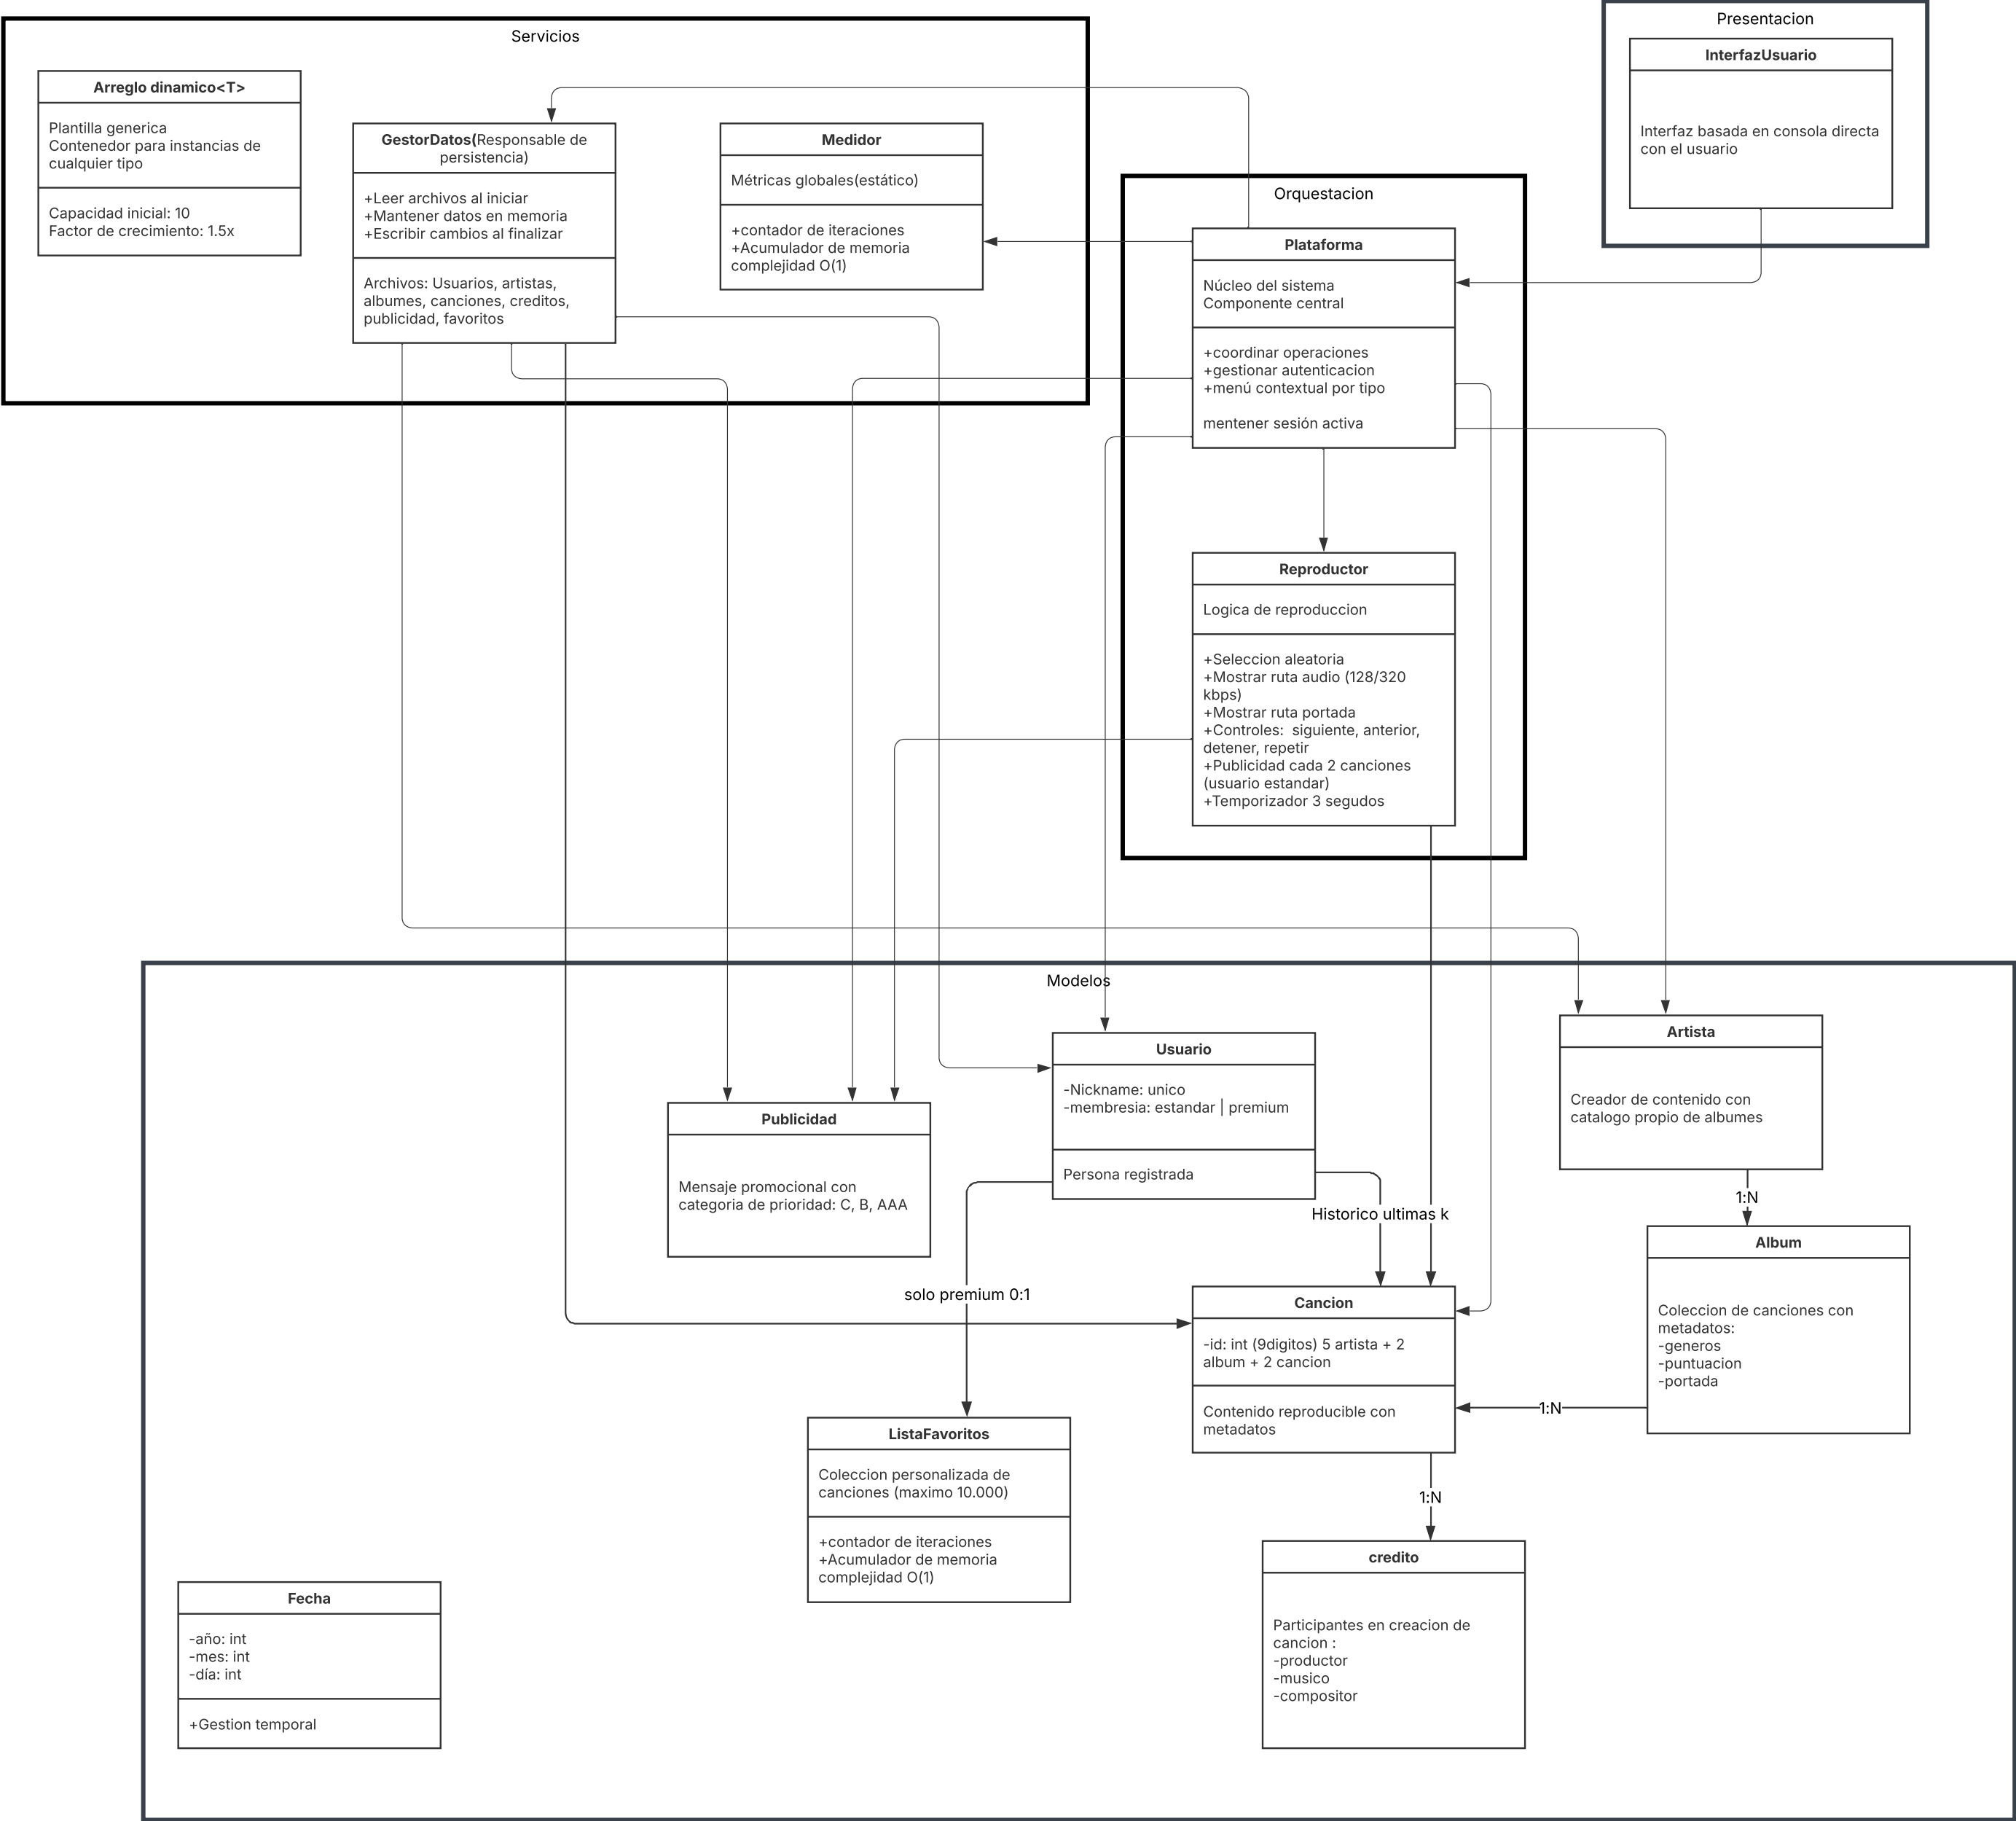 Servicios
Arreglo dinamico<T>
Plantilla generica
Contenedor para instancias de
cualquier tipo
Capacidad inicial: 10
Factor de crecimiento: 1.5x
GestorDatos(Responsable de
persistencia)
+Leer archivos al iniciar
+Mantener datos en memoria
+Escribir cambios al finalizar
Archivos: Usuarios, artistas,
albumes, canciones, creditos,
publicidad, favoritos
Medidor
Métricas globales(estático)
+contador de iteraciones
+Acumulador de memoria
complejidad O(1)
Presentacion
InterfazUsuario
Interfaz basada en consola directa
con el usuario
Orquestacion
Plataforma
Núcleo del sistema
Componente central
+coordinar operaciones
+gestionar autenticacion
+menú contextual por tipo
mentener sesión activa
Reproductor
Logica de reproduccion
+Seleccion aleatoria
+Mostrar ruta audio (128/320
kbps)
+Mostrar ruta portada
+Controles:  siguiente, anterior,
detener, repetir
+Publicidad cada 2 canciones
(usuario estandar)
+Temporizador 3 segudos
Modelos
Publicidad
Mensaje promocional con
categoria de prioridad: C, B, AAA
Usuario
-Nickname: unico
-membresia: estandar | premium
Persona registrada
Artista
Creador de contenido con
catalogo propio de albumes
1:N
Historico ultimas k
solo premium 0:1
Album
Coleccion de canciones con
metadatos:
-generos
-puntuacion
-portada
Cancion
-id: int (9digitos) 5 artista + 2
album + 2 cancion
Contenido reproducible con
metadatos
1:N
ListaFavoritos
Coleccion personalizada de
canciones (maximo 10.000)
+contador de iteraciones
+Acumulador de memoria
complejidad O(1)
1:N
credito
Participantes en creacion de
cancion :
-productor
-musico
-compositor
Fecha
-año: int
-mes: int
-día: int
+Gestion temporal